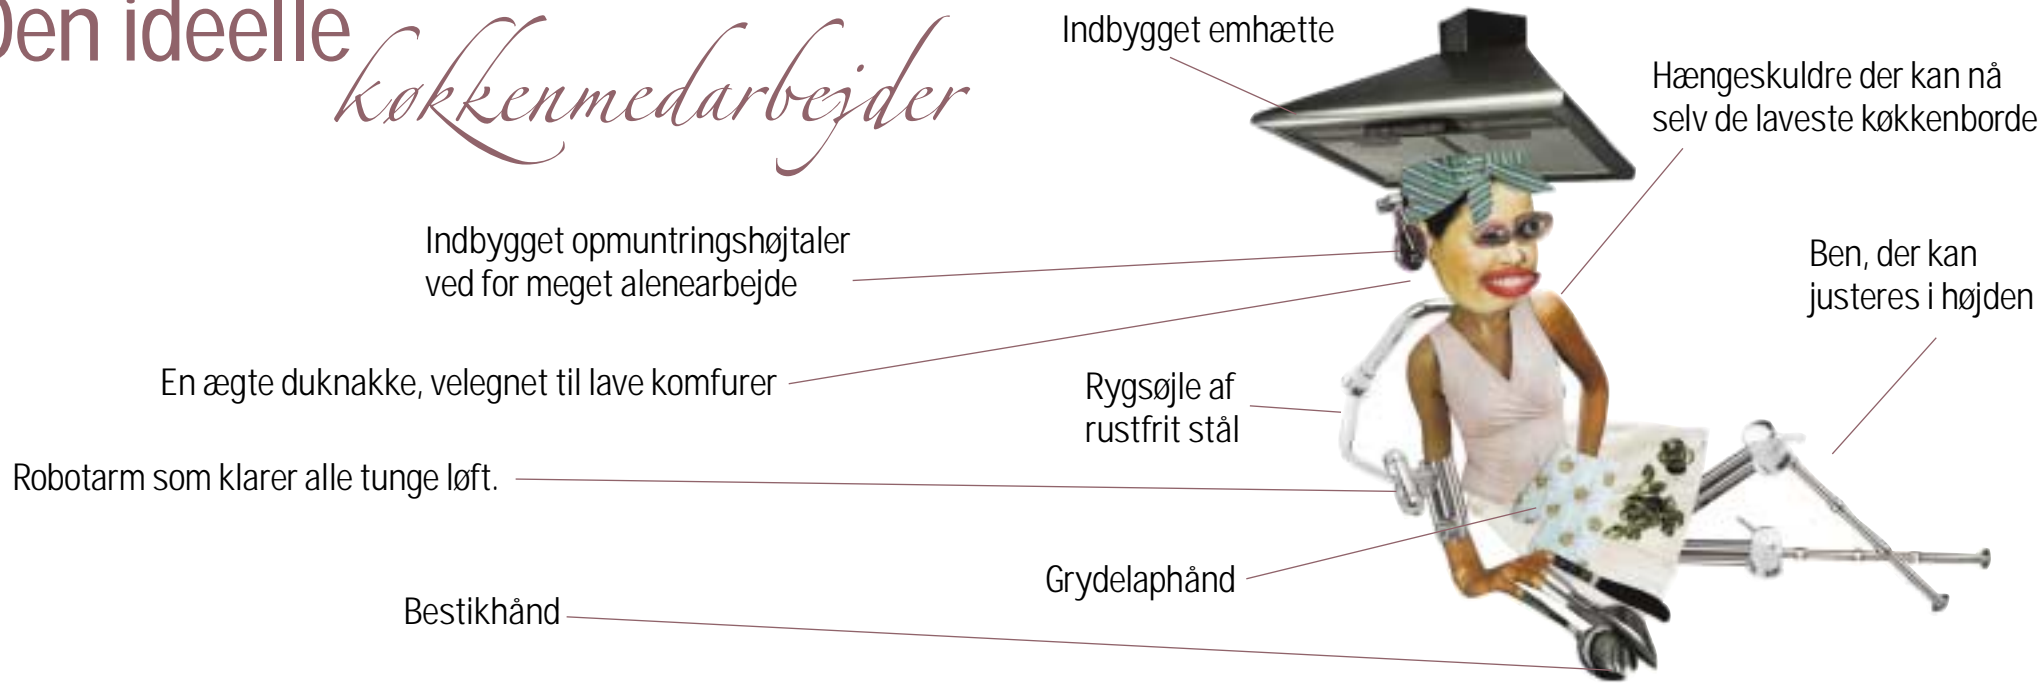 Den ideelle
køkkenmedarbejder
Indbygget emhætte
Hængeskuldre der kan nå
selv de laveste køkkenborde
Indbygget opmuntringshøjtaler
ved for meget alenearbejde
Ben, der kan
justeres i højden
En ægte duknakke, velegnet til lave komfurer
Rygsøjle af
rustfrit stål
Robotarm som klarer alle tunge løft.
Grydelaphånd
Bestikhånd